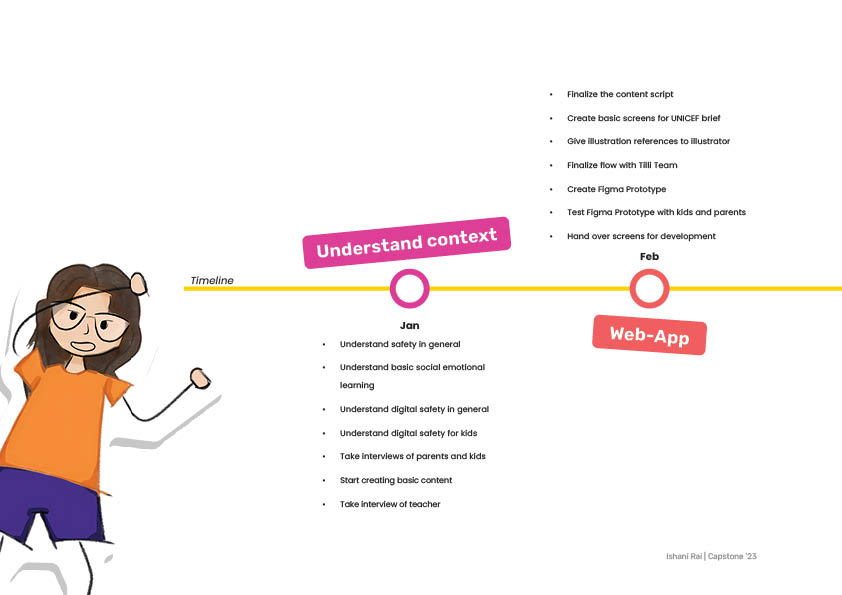 • Finalize the content script
• Create basic screens for UNICEF brief
• Give illustration references to illustrator
• Finalize flow with Tilli Team
• Create Figma Prototype
• Test Figma Prototype with kids and parents
• Hand over screens for development
Feb
Understand context
Timeline
Web-App
Jan
• Understand safety in general
• Understand basic social emotional
learning
• Understand digital safety in general
• Understand digital safety for kids
• Take interviews of parents and kids
• Start creating basic content
• Take interview of teacher
Ishani Rai | Capstone '23